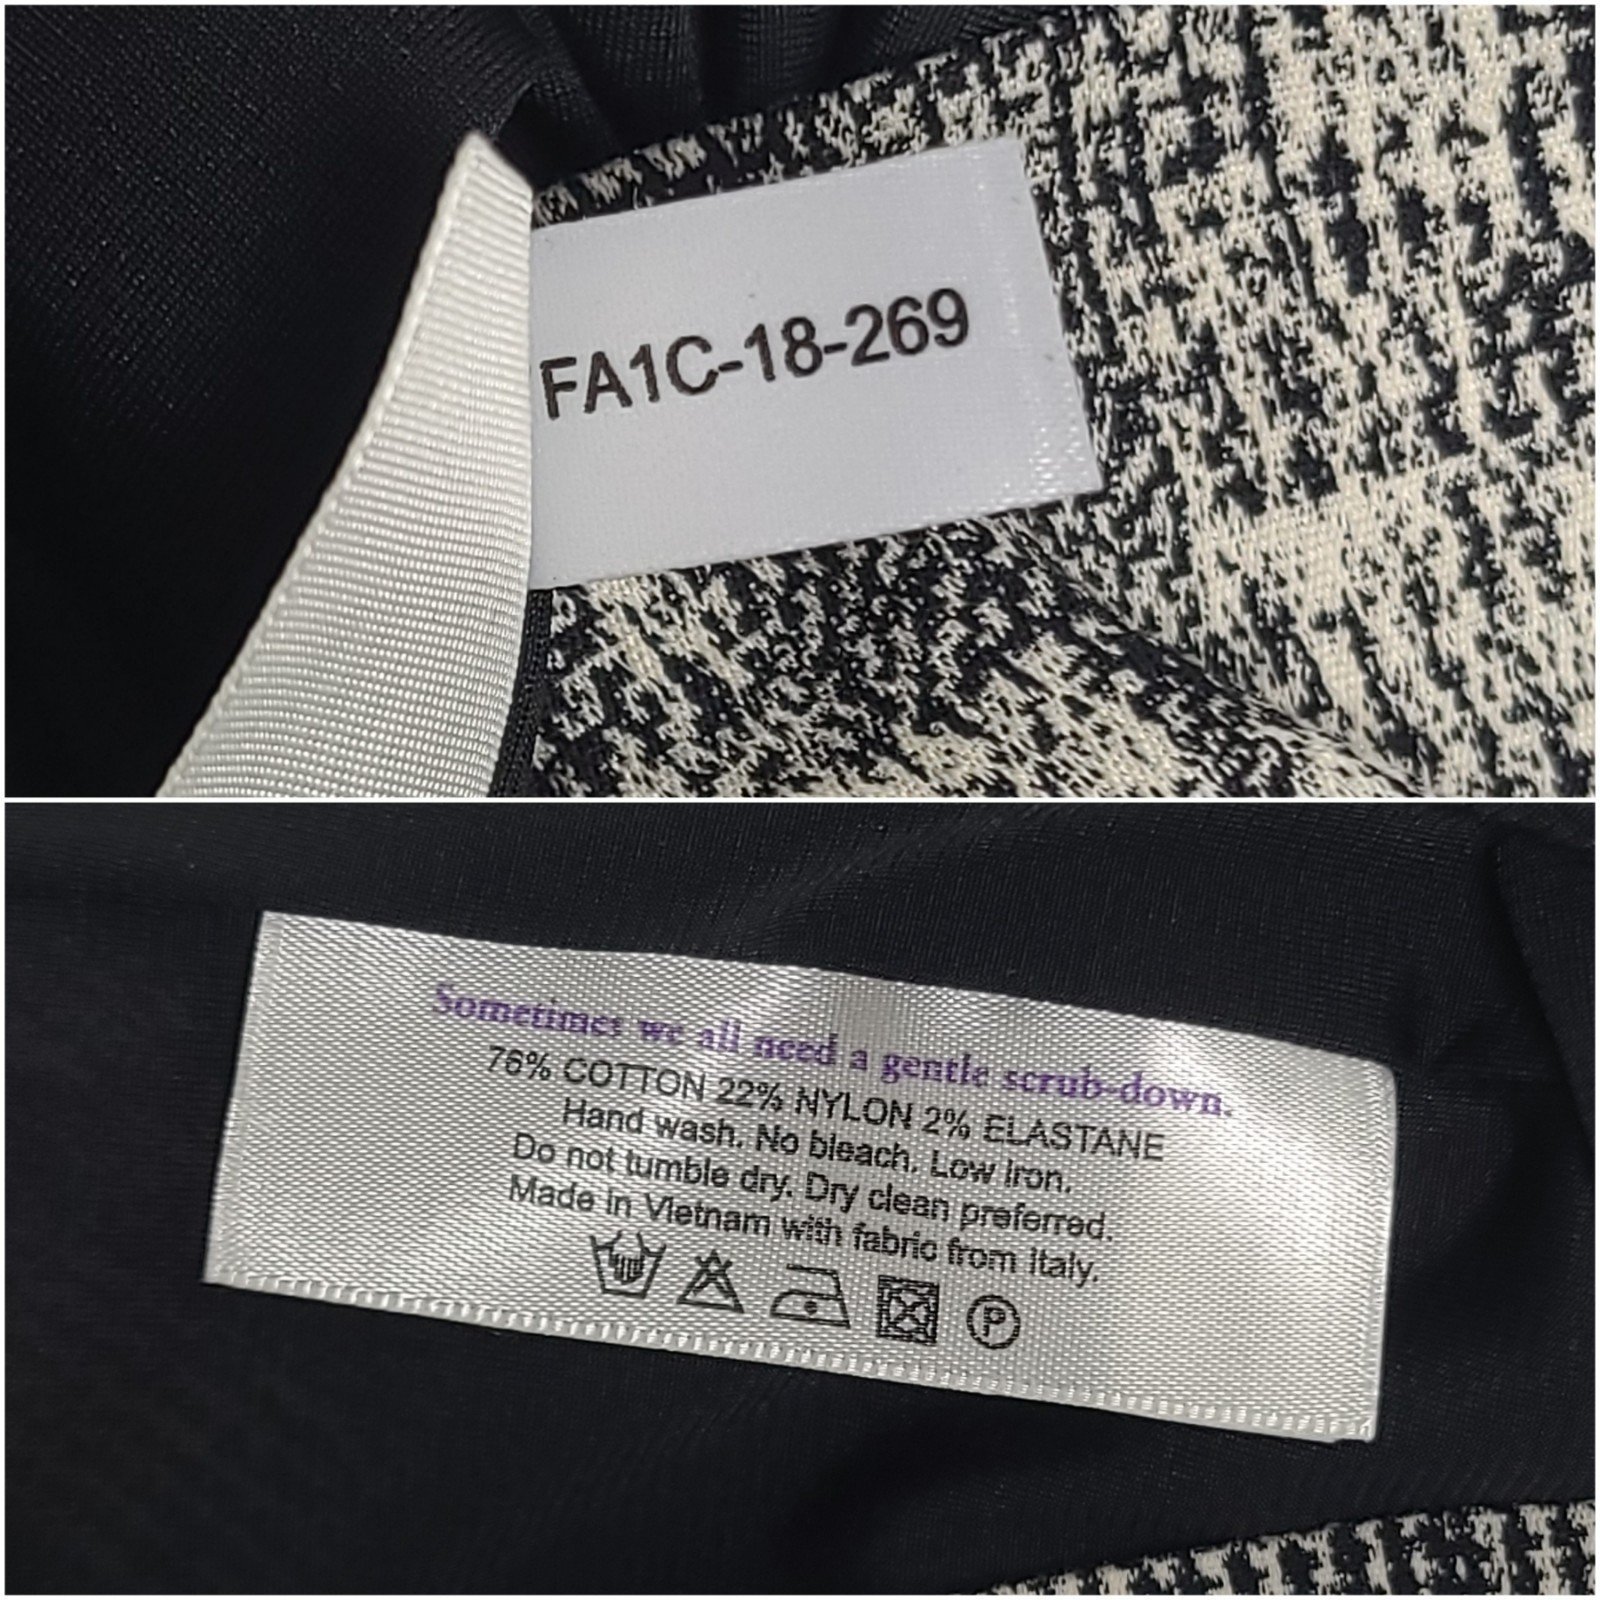 FA1C-18-269
Sometimes we all need a gentle scrub-down.
76% COTTON 22% NYLON 2% ELASTANE
Hand wash. No bleach. Low Iron.
Do not tumble dry. Dry clean preferred.
Made in Vietnam with fabric from Italy.
P